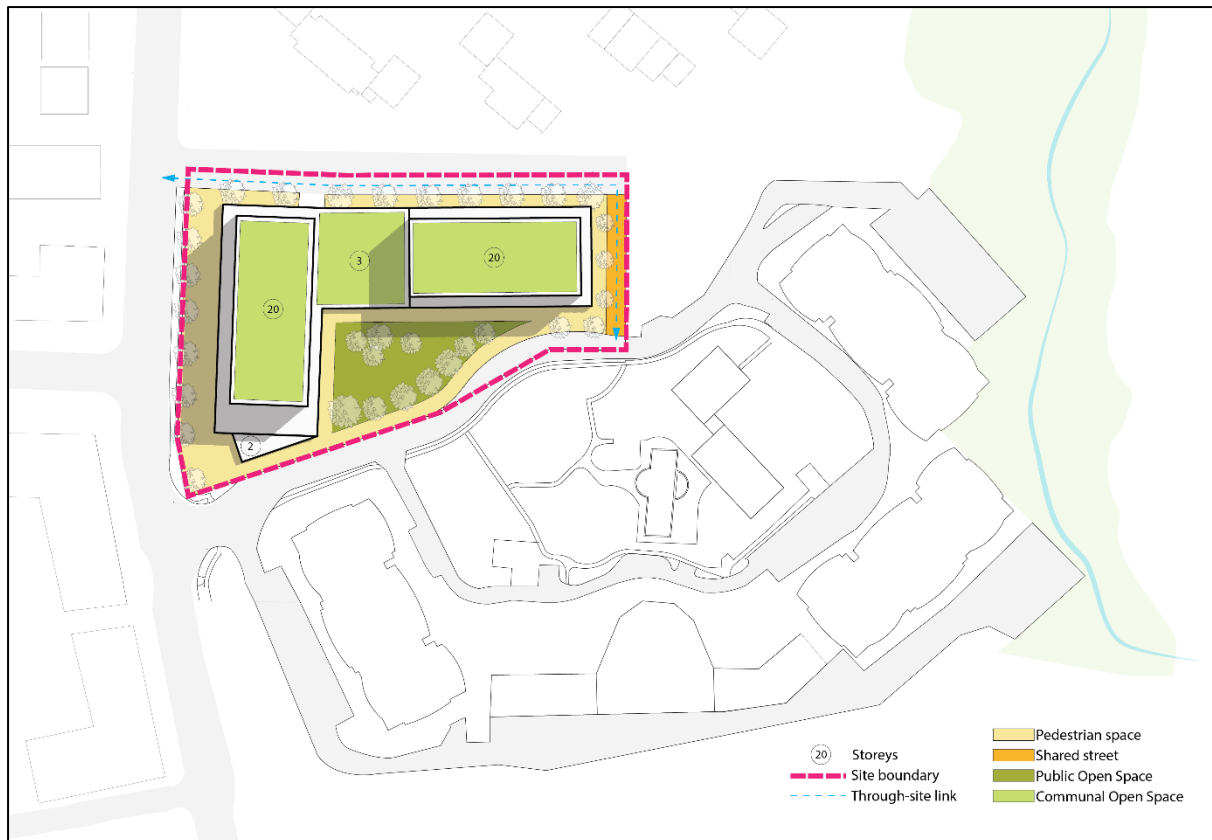 3
20
20
2
20 Storeys
Site boundary
Through-site link
Pedestrian space
Shared street
Public Open Space
Communal Open Space